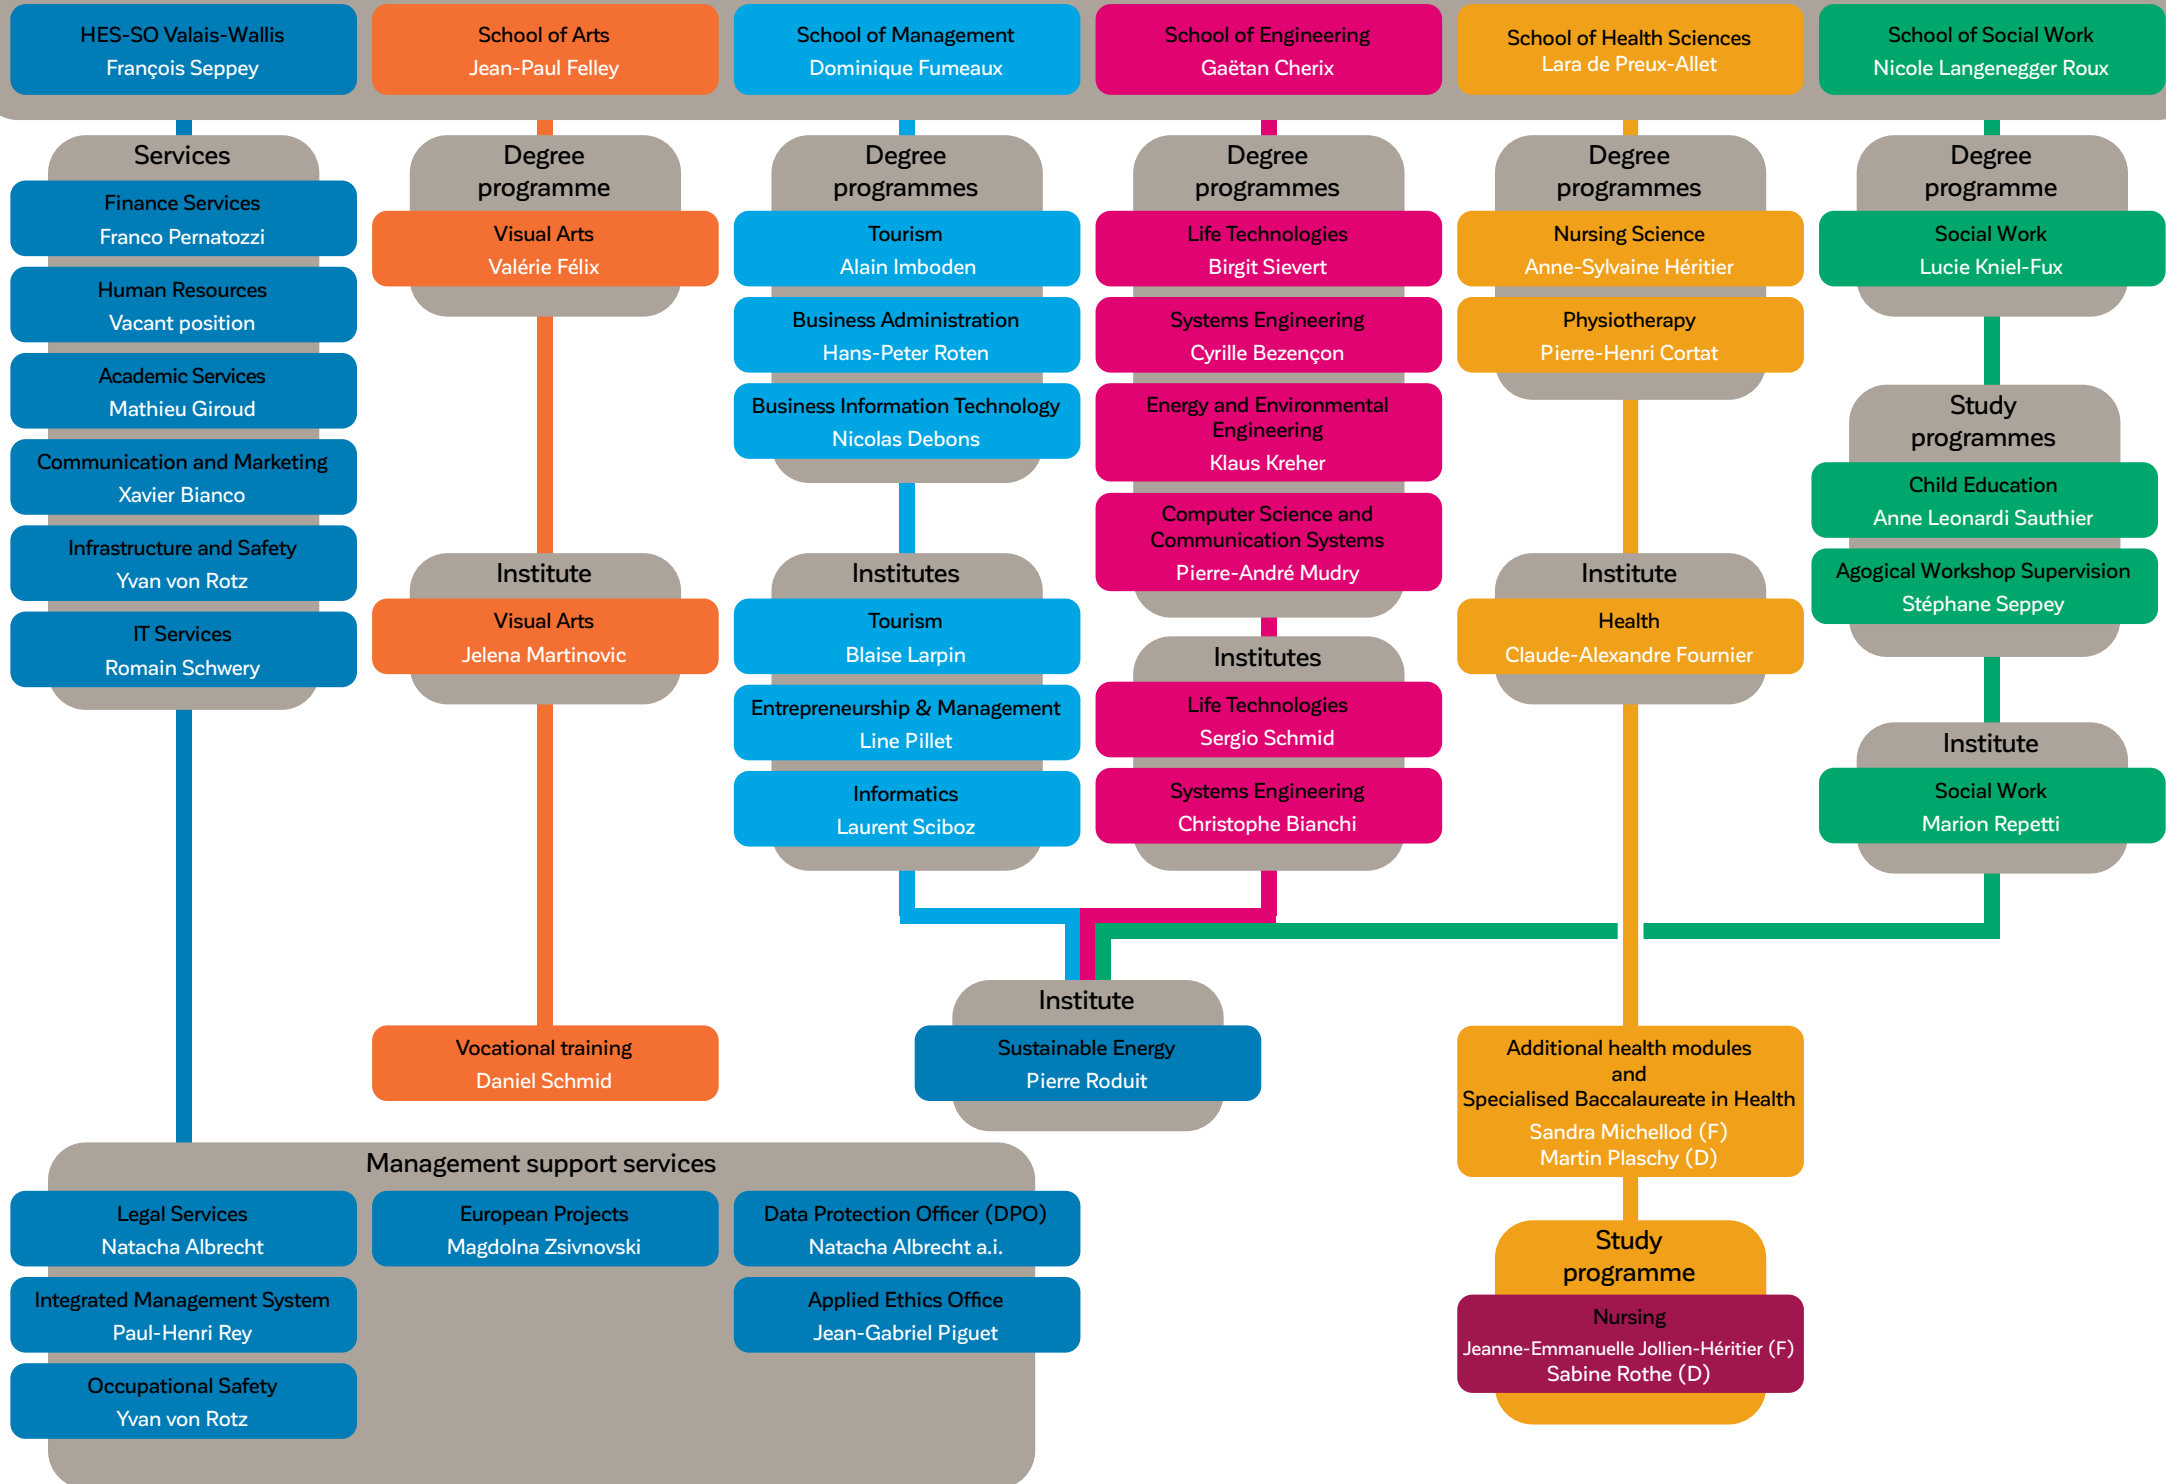 HES-SO Valais-Wallis
François Seppey
School of Arts
Jean-Paul Felley
School of Management
Dominique Fumeaux
School of Engineering
Gaëtan Cherix
School of Health Sciences
Lara de Preux-Allet
School of Social Work
Nicole Langenegger Roux
Services
Finance Services
Franco Pernatozzi
Human Resources
Vacant position
Academic Services
Mathieu Giroud
Communication and Marketing
Xavier Bianco
Infrastructure and Safety
Yvan von Rotz
IT Services
Romain Schwery
Degree
programme
Visual Arts
Valérie Félix
Institute
Visual Arts
Jelena Martinovic
Vocational training
Daniel Schmid
Degree
programmes
Tourism
Alain Imboden
Business Administration
Hans-Peter Roten
Business Information Technology
Nicolas Debons
Institutes
Tourism
Blaise Larpin
Entrepreneurship & Management
Line Pillet
Informatics
Laurent Sciboz
Degree
programmes
Life Technologies
Birgit Sievert
Systems Engineering
Cyrille Bezençon
Energy and Environmental
Engineering
Klaus Kreher
Computer Science and
Communication Systems
Pierre-André Mudry
Institutes
Life Technologies
Sergio Schmid
Systems Engineering
Christophe Bianchi
Institute
Sustainable Energy
Pierre Roduit
Degree
programmes
Nursing Science
Anne-Sylvaine Héritier
Physiotherapy
Pierre-Henri Cortat
Institute
Health
Claude-Alexandre Fournier
Additional health modules
and
Specialised Baccalaureate in Health
Sandra Michellod (F)
Martin Plaschy (D)
Study
programme
Nursing
Jeanne-Emmanuelle Jollien-Héritier (F)
Sabine Rothe (D)
Degree
programme
Social Work
Lucie Kniel-Fux
Study
programmes
Child Education
Anne Leonardi Sauthier
Agogical Workshop Supervision
Stéphane Seppey
Institute
Social Work
Marion Repetti
Management support services
Legal Services
Natacha Albrecht
Integrated Management System
Paul-Henri Rey
Occupational Safety
Yvan von Rotz
European Projects
Magdolna Zsivnovski
Data Protection Officer (DPO)
Natacha Albrecht a.i.
Applied Ethics Office
Jean-Gabriel Piguet